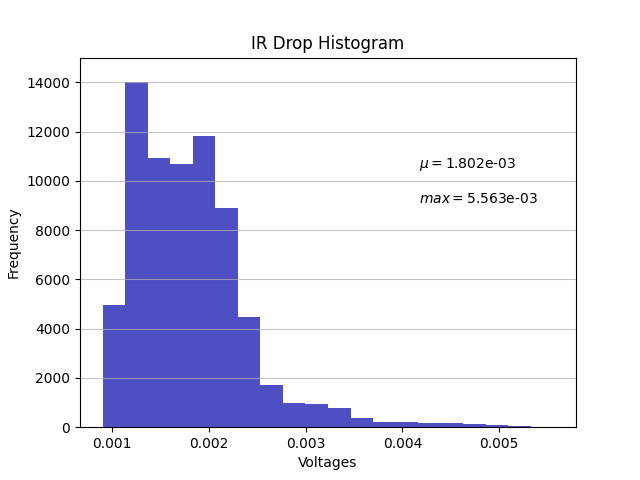 IR Drop Histogram
14000
12000
10000
8000
6000
4000
2000
0
Frequency
μ = 1.802e-03
max = 5.563e-03
0.001 0.002 0.003 0.004 0.005
Voltages